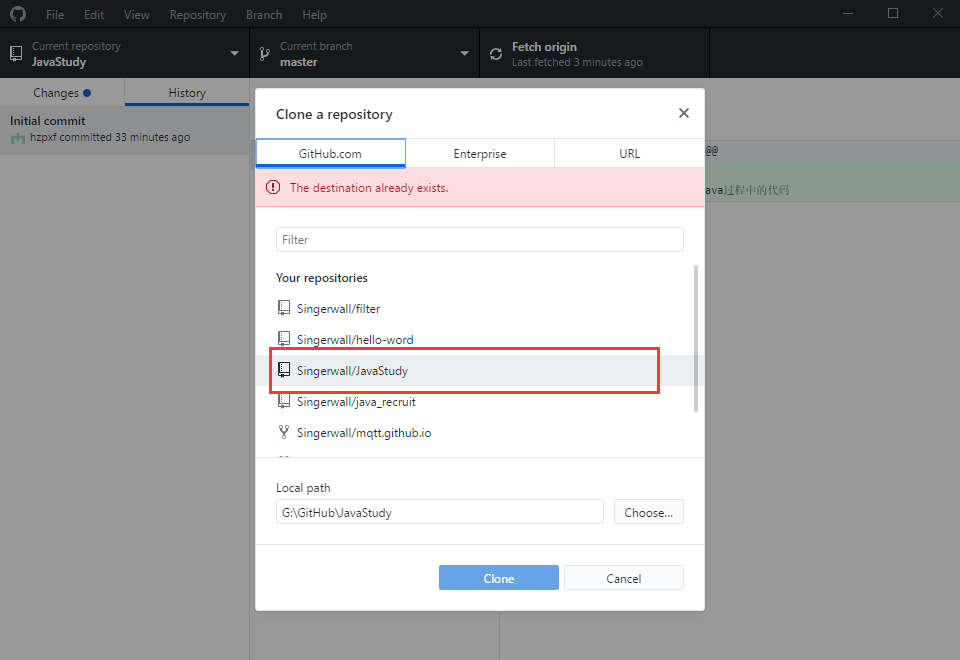 File Edit View Repository Branch Help
Current repository
JavaStudy
Current branch
master
Fetch origin
Last fetched 3 minutes ago
Changes History
Initial commit
hzpxf committed 33 minutes ago
@@
ava过程中的代码
Clone a repository
GitHub.com Enterprise URL
The destination already exists.
Filter
Your repositories
Singerwall/filter
Singerwall/hello-word
Singerwall/JavaStudy
Singerwall/java_recruit
Singerwall/mqtt.github.io
Local path
G:\GitHub\JavaStudy
Choose...
Clone Cancel